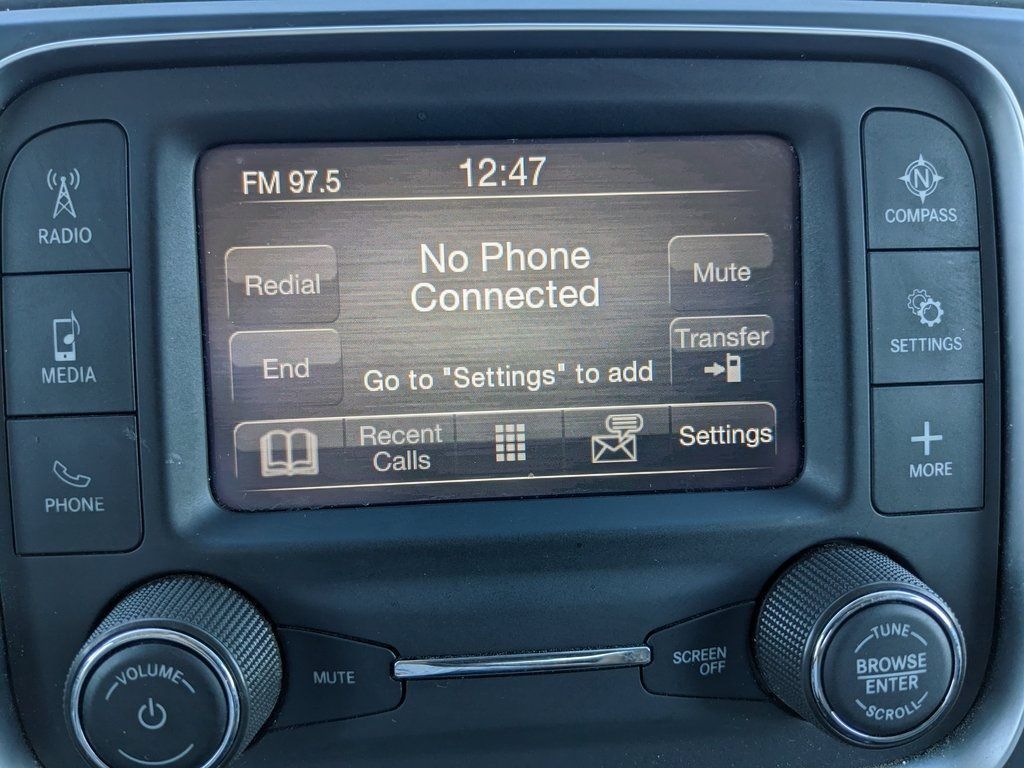 FM 97.5
12:47
RADIO
MEDIA
PHONE
Redial
End
No Phone
Connected
Go to "Settings" to add
Mute
Transfer
Recent
Calls
Settings
N
COMPASS
SETTINGS
MORE
VOLUME
MUTE
SCREEN
OFF
TUNE
BROWSE
ENTER
SCROLL